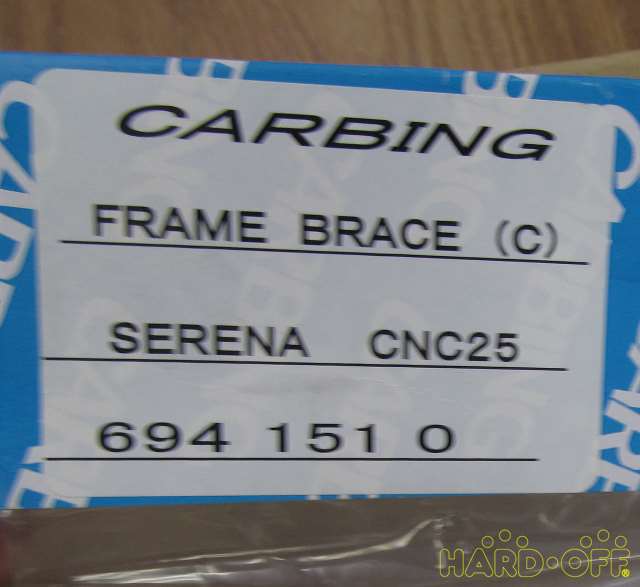 CARBING
FRAME BRACE (C)
SERENA CNC25
694 151 0
HARD-OFF